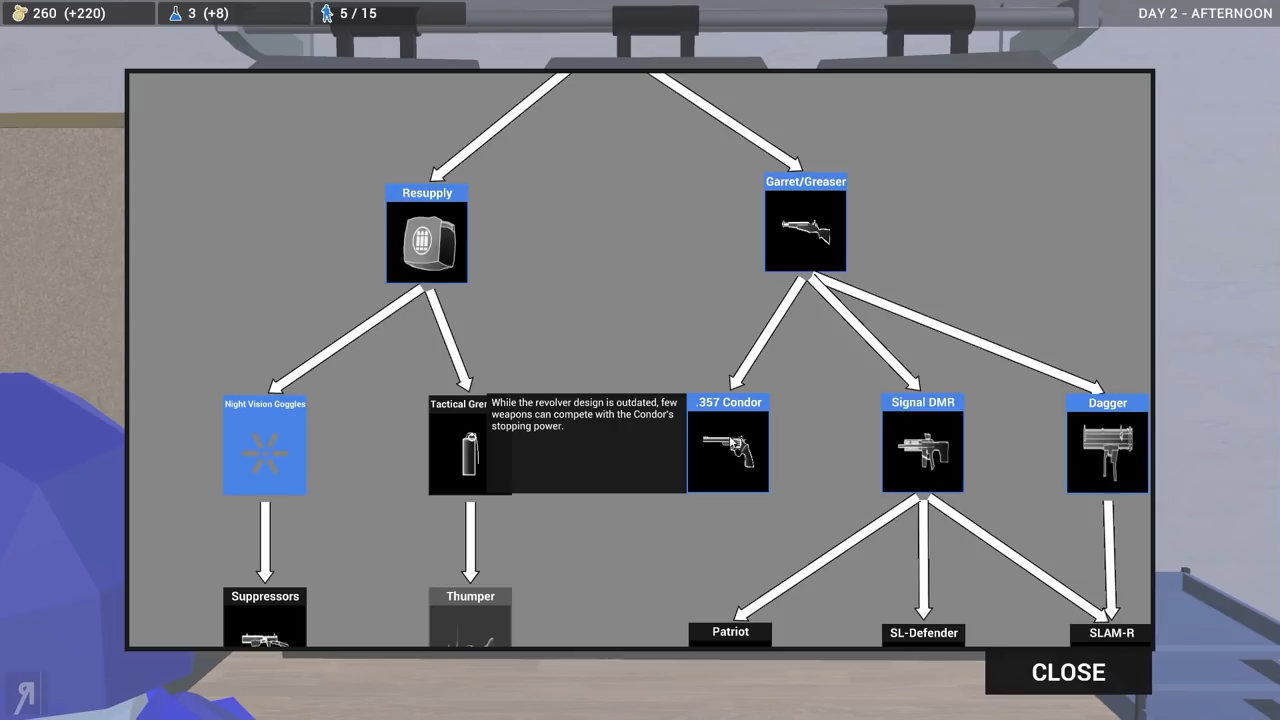 260 (+220)
3 (+8)
5 / 15
DAY 2 - AFTERNOON
Resupply
Garret/Greaser
Night Vision Goggles
Tactical Gren
While the revolver design is outdated, few
weapons can compete with the Condor's
stopping power.
.357 Condor
Signal DMR
Dagger
Suppressors
Thumper
Patriot
SL-Defender
SLAM-R
CLOSE